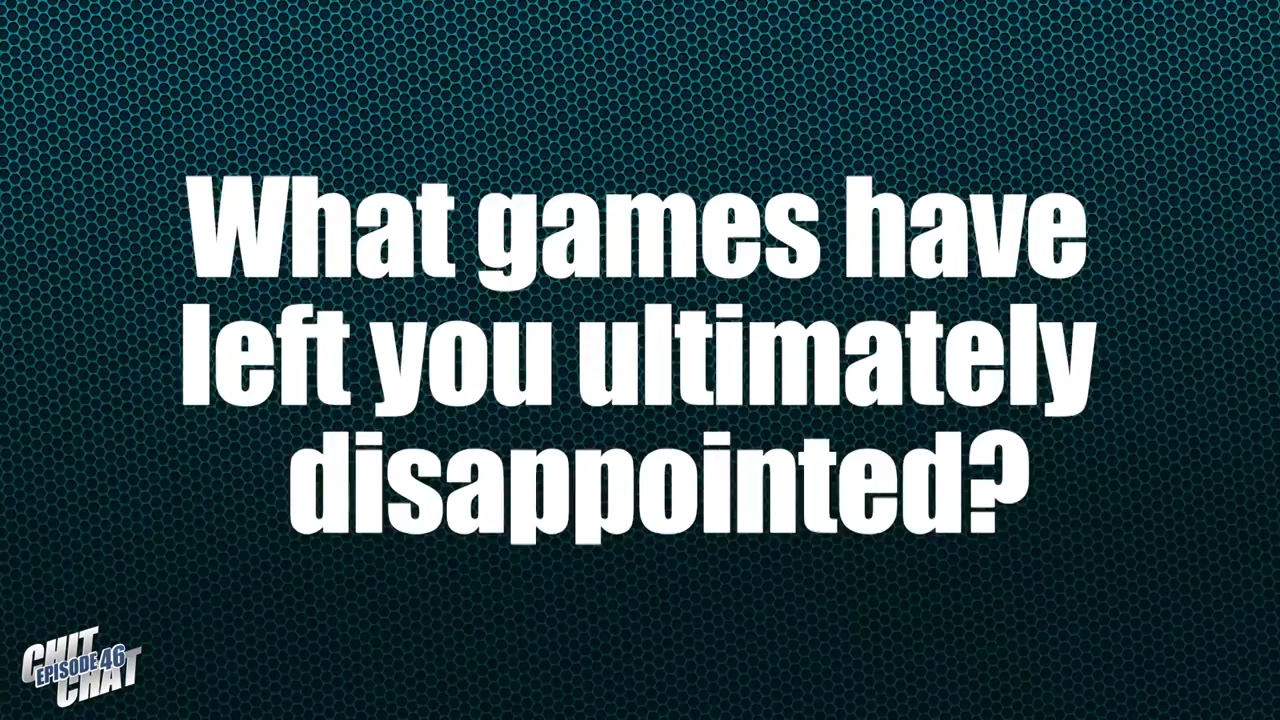 What games have
left you ultimately
disappointed?
CHIT
EPISODE 46
CHAT